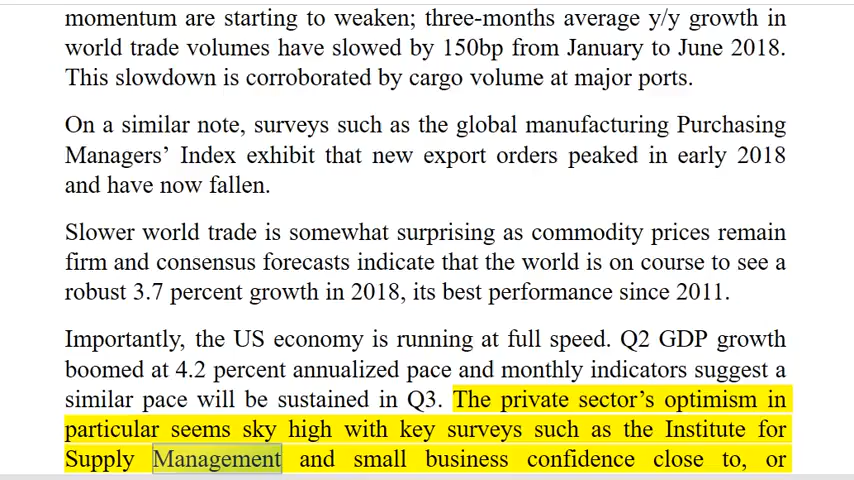 momentum are starting to weaken; three-months average y/y growth in
world trade volumes have slowed by 150bp from January to June 2018.
This slowdown is corroborated by cargo volume at major ports.
On a similar note, surveys such as the global manufacturing Purchasing
Managers’ Index exhibit that new export orders peaked in early 2018
and have now fallen.
Slower world trade is somewhat surprising as commodity prices remain
firm and consensus forecasts indicate that the world is on course to see a
robust 3.7 percent growth in 2018, its best performance since 2011.
Importantly, the US economy is running at full speed. Q2 GDP growth
boomed at 4.2 percent annualized pace and monthly indicators suggest a
similar pace will be sustained in Q3. The private sector’s optimism in
particular seems sky high with key surveys such as the Institute for
Supply Management and small business confidence close to, or